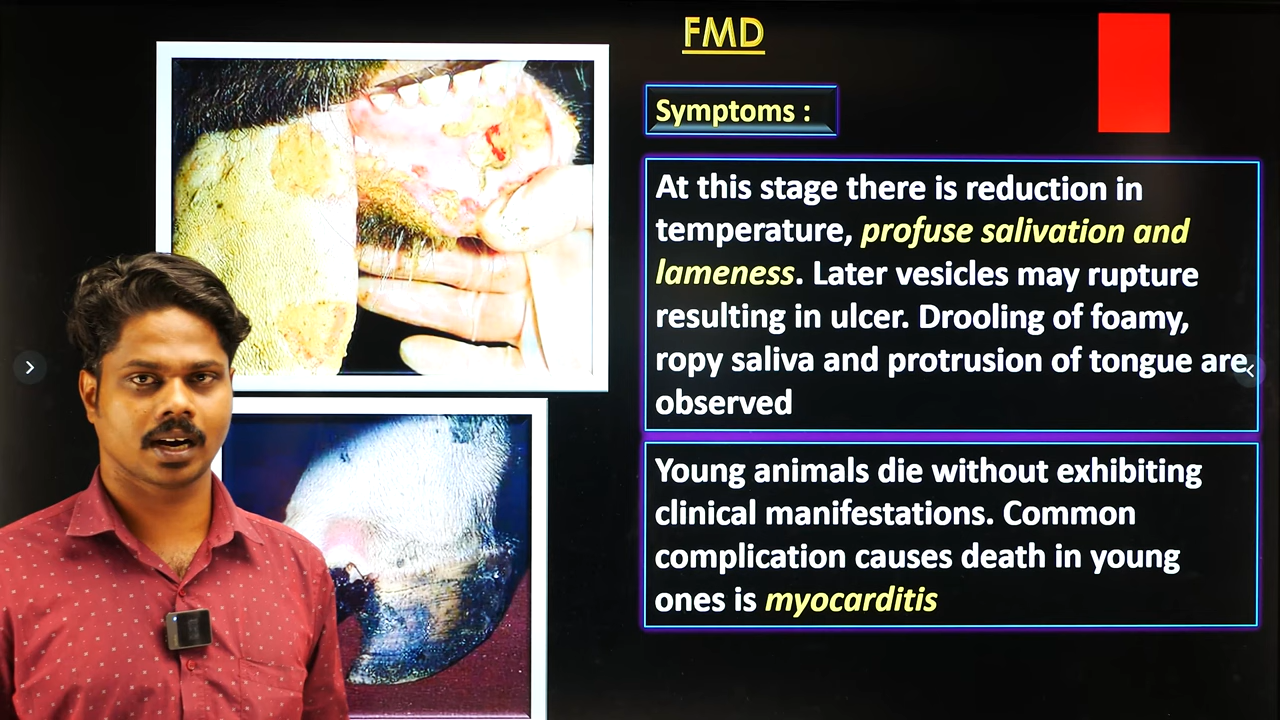 FMD
Symptoms :
At this stage there is reduction in
temperature, profuse salivation and
lameness. Later vesicles may rupture
resulting in ulcer. Drooling of foamy,
ropy saliva and protrusion of tongue are
observed
Young animals die without exhibiting
clinical manifestations. Common
complication causes death in young
ones is myocarditis